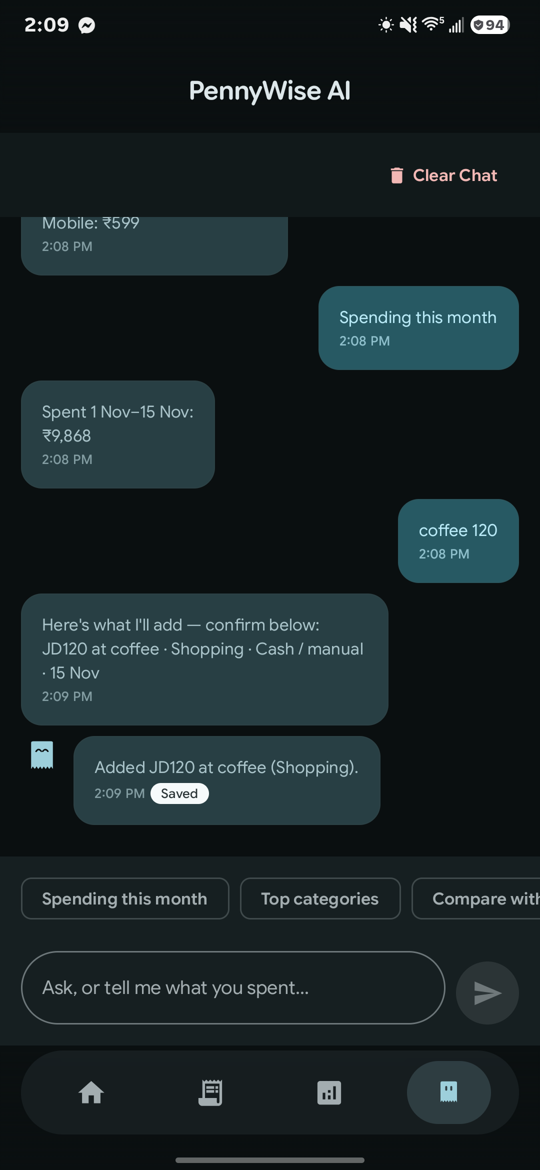 2:09
5
94
PennyWise AI
Clear Chat
Mobile: ₹599
2:08 PM
Spending this month
2:08 PM
Spent 1 Nov–15 Nov:
₹9,868
2:08 PM
coffee 120
2:08 PM
Here's what I'll add — confirm below:
JD120 at coffee · Shopping · Cash / manual
· 15 Nov
2:09 PM
Added JD120 at coffee (Shopping).
2:09 PM Saved
Spending this month
Top categories
Compare with
Ask, or tell me what you spent...